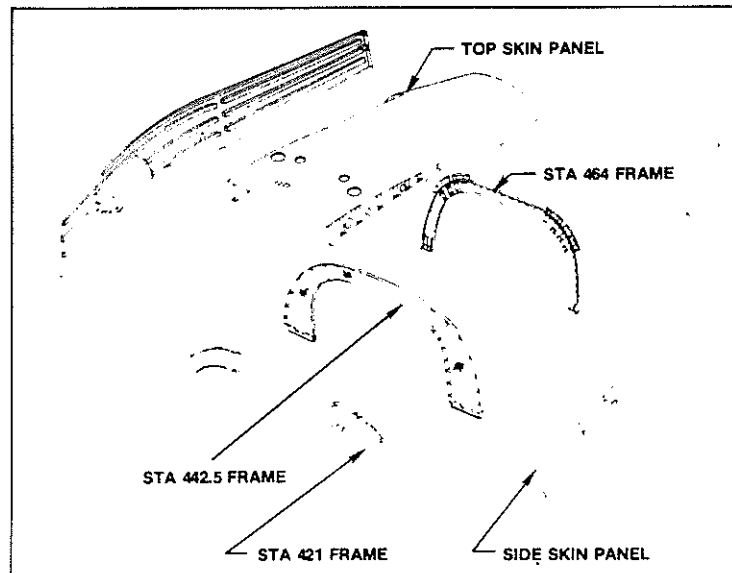 TOP SKIN PANEL
STA 464 FRAME
STA 442.5 FRAME
STA 421 FRAME
SIDE SKIN PANEL